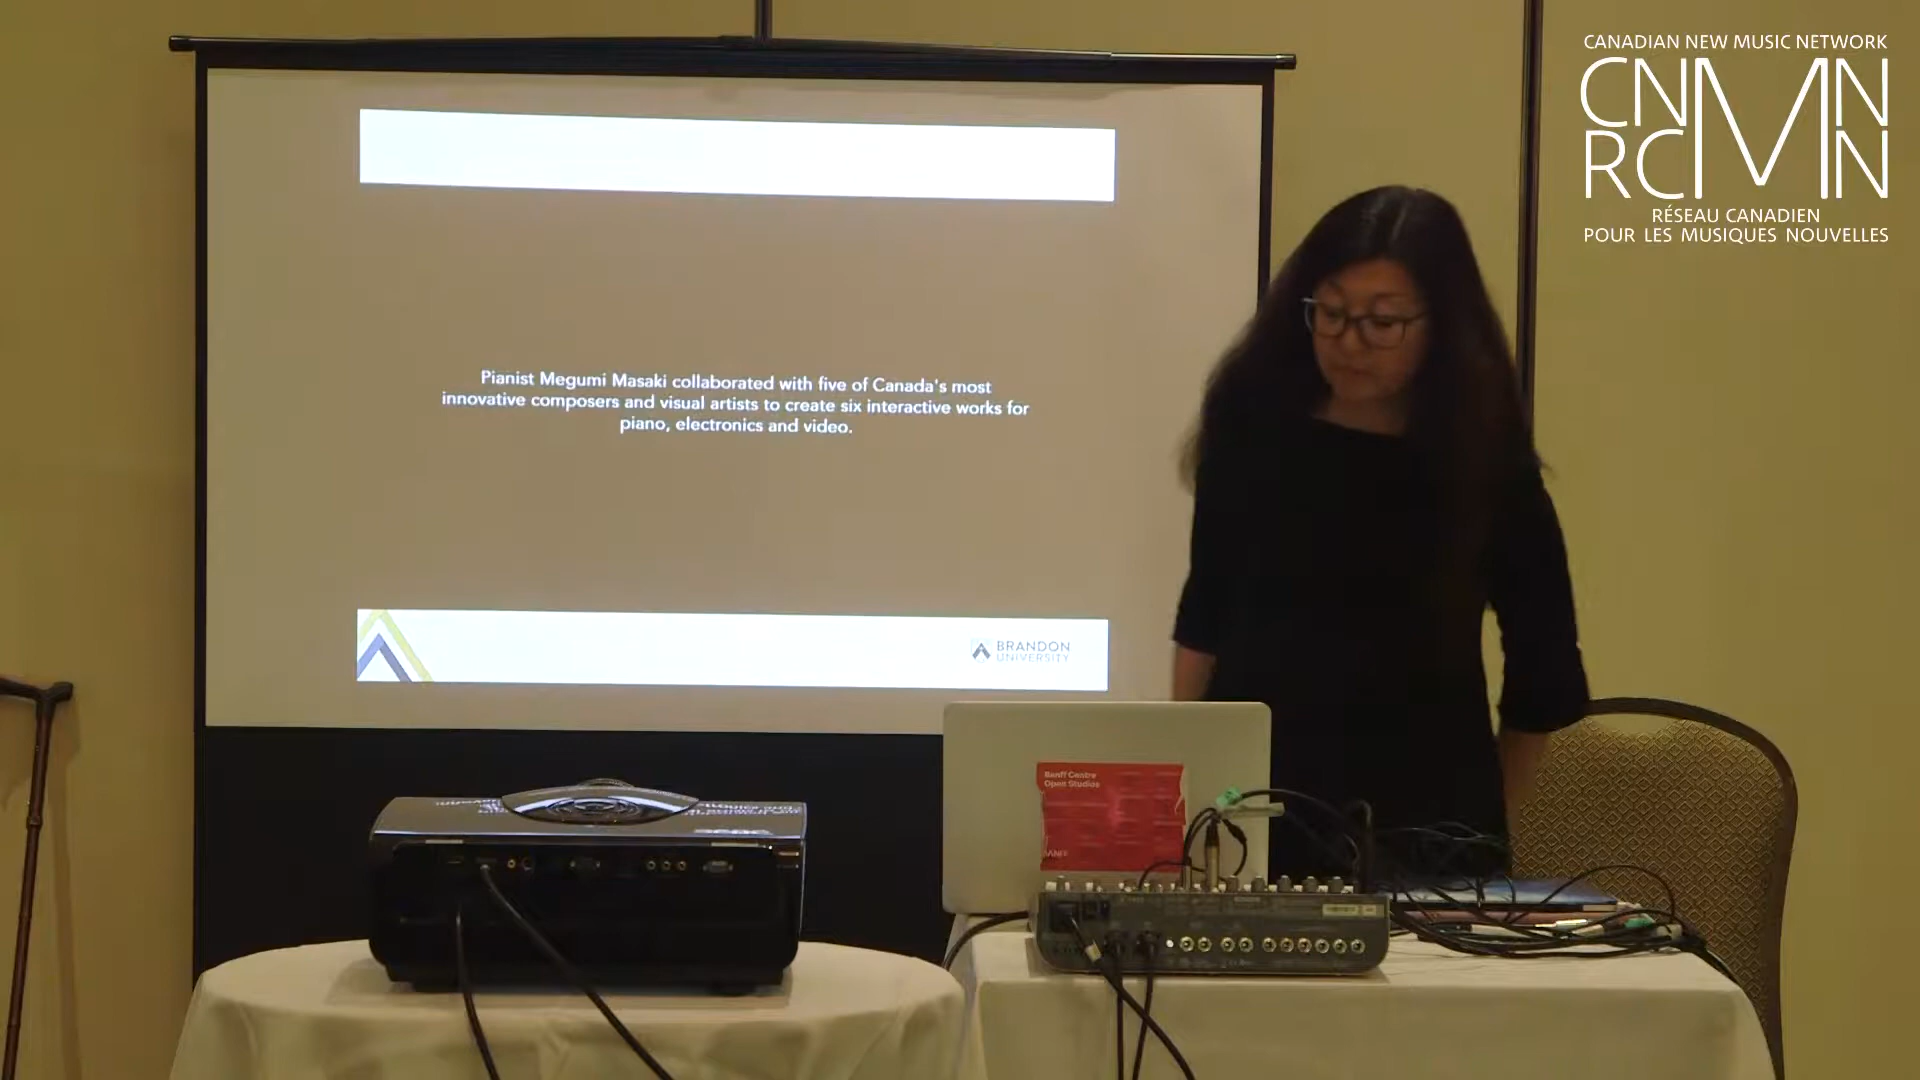 CANADIAN NEW MUSIC NETWORK
CNMN
RCMN
RÉSEAU CANADIEN
POUR LES MUSIQUES NOUVELLES
Pianist Megumi Masaki collaborated with five of Canada's most
innovative composers and visual artists to create six interactive works for
piano, electronics and video.
BRANDON
UNIVERSITY
Banff Centre
Open Studios